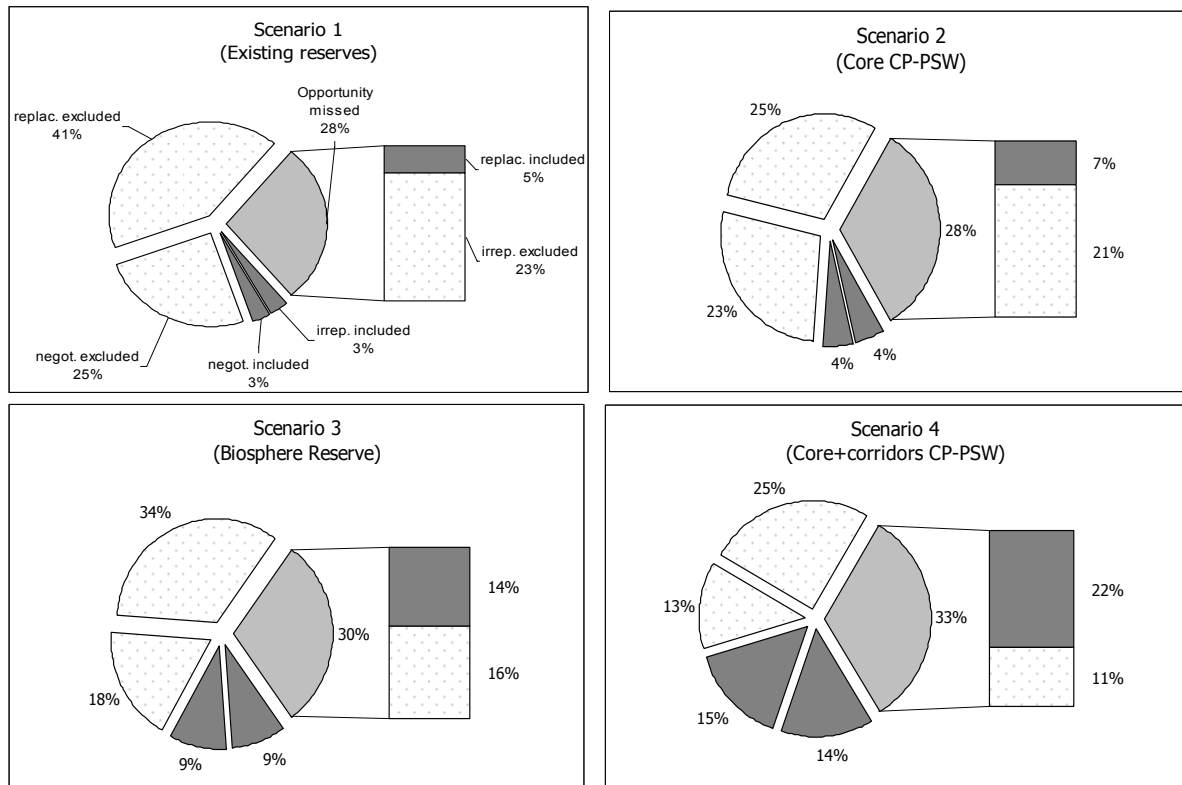 Scenario 1
(Existing reserves)
Opportunity
missed
28%
replac. excluded
41%
replac. included
5%
irrep. excluded
23%
irrep. included
3%
negot. included
3%
negot. excluded
25%
Scenario 2
(Core CP-PSW)
25%
7%
28%
21%
23%
4%
4%
Scenario 3
(Biosphere Reserve)
34%
14%
30%
16%
18%
9%
9%
Scenario 4
(Core+corridors CP-PSW)
25%
22%
13%
33%
11%
15%
14%